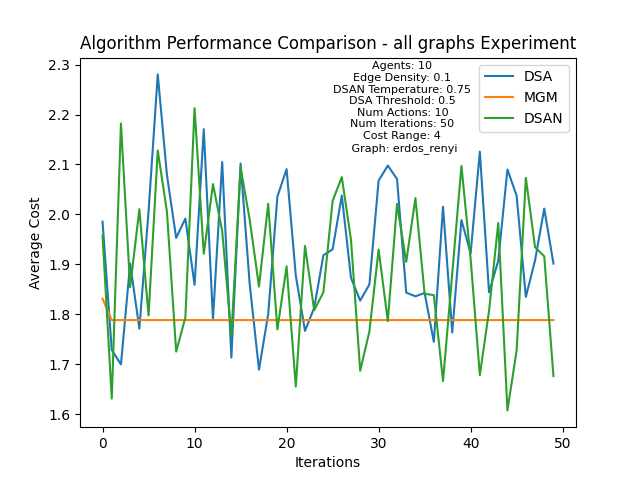 Algorithm Performance Comparison - all graphs Experiment
Agents: 10
Edge Density: 0.1
DSAN Temperature: 0.75
DSA Threshold: 0.5
Num Actions: 10
Num Iterations: 50
Cost Range: 4
Graph: erdos_renyi
DSA
MGM
DSAN
Average Cost
2.3
2.2
2.1
2.0
1.9
1.8
1.7
1.6
0 10 20 30 40 50
Iterations